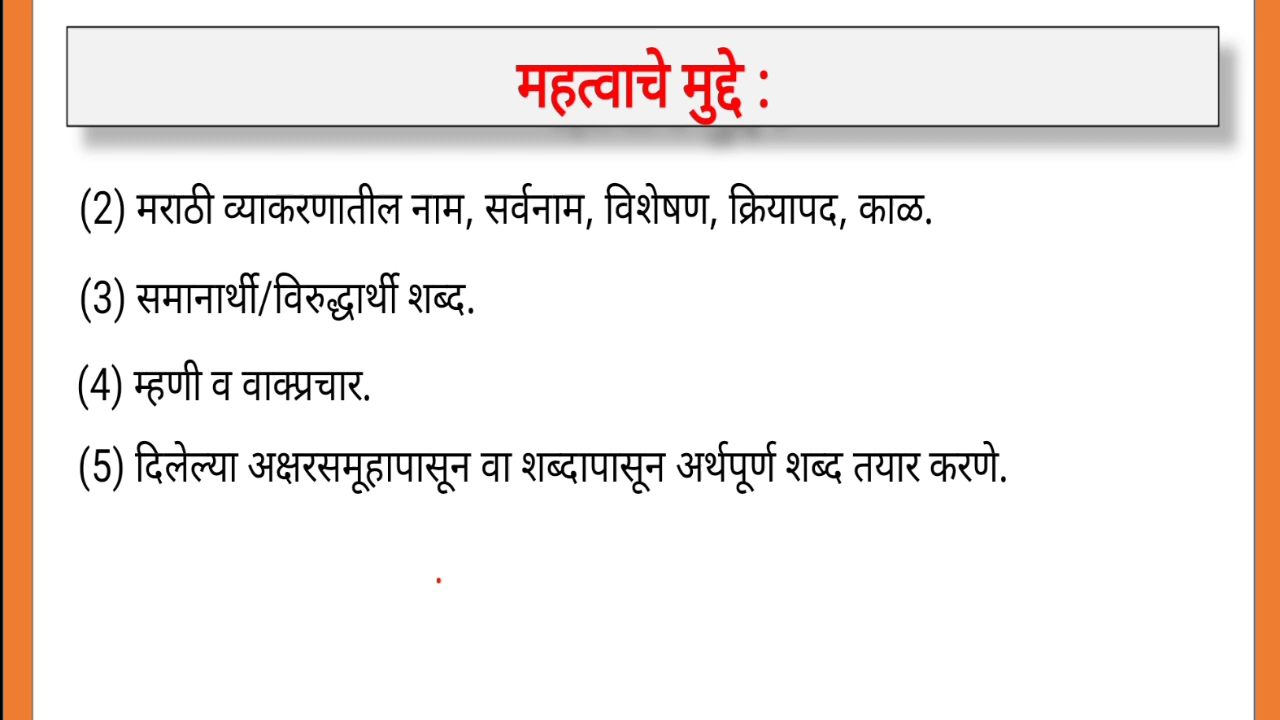 महत्वाचे मुद्दे :
(2) मराठी व्याकरणातील नाम, सर्वनाम, विशेषण, क्रियापद, काळ.
(3) समानार्थी/विरुद्धार्थी शब्द.
(4) म्हणी व वाक्प्रचार.
(5) दिलेल्या अक्षरसमूहापासून वा शब्दापासून अर्थपूर्ण शब्द तयार करणे.